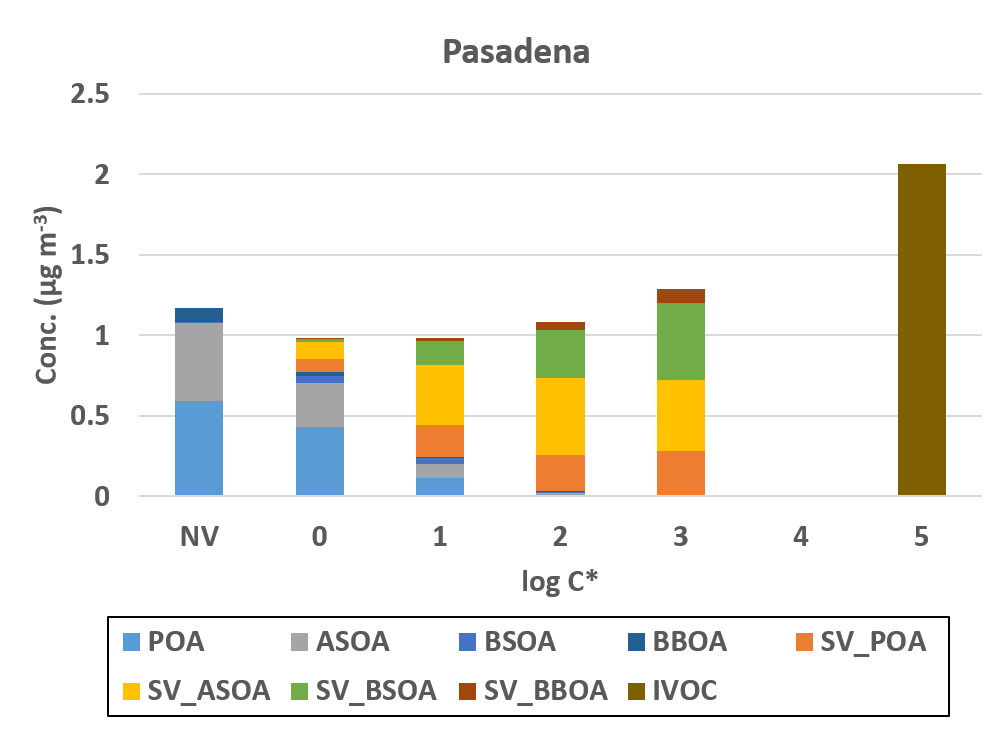 Pasadena
2.5
2
1.5
1
0.5
0
Conc. (µg m-3)
NV 0 1 2 3 4 5
log C*
POA ASOA BSOA BBOA SV_POA
SV_ASOA SV_BSOA SV_BBOA IVOC